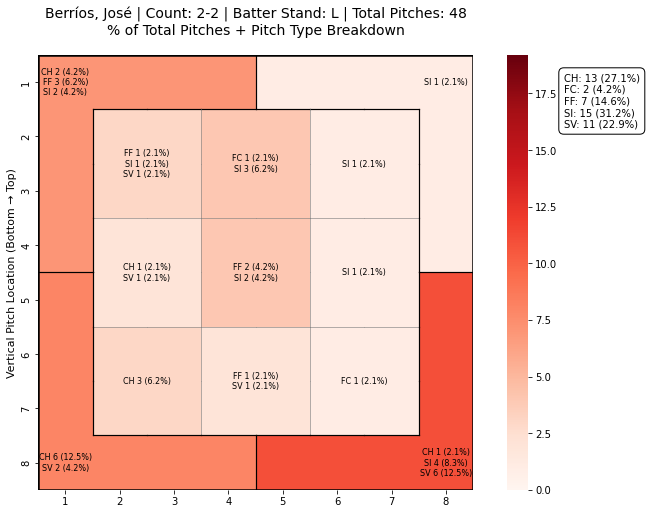 Berríos, José | Count: 2-2 | Batter Stand: L | Total Pitches: 48
% of Total Pitches + Pitch Type Breakdown
CH 2 (4.2%)
FF 3 (6.2%)
SI 2 (4.2%)
SI 1 (2.1%)
FF 1 (2.1%)
SI 1 (2.1%)
SV 1 (2.1%)
FC 1 (2.1%)
SI 3 (6.2%)
SI 1 (2.1%)
CH 1 (2.1%)
SV 1 (2.1%)
FF 2 (4.2%)
SI 2 (4.2%)
SI 1 (2.1%)
CH 3 (6.2%)
FF 1 (2.1%)
SV 1 (2.1%)
FC 1 (2.1%)
CH 6 (12.5%)
SV 2 (4.2%)
CH 1 (2.1%)
SI 4 (8.3%)
SV 6 (12.5%)
Vertical Pitch Location (Bottom → Top)
1
2
3
4
5
6
7
8
1
2
3
4
5
6
7
8
17.5
15.0
12.5
10.0
7.5
5.0
2.5
0.0
CH: 13 (27.1%)
FC: 2 (4.2%)
FF: 7 (14.6%)
SI: 15 (31.2%)
SV: 11 (22.9%)